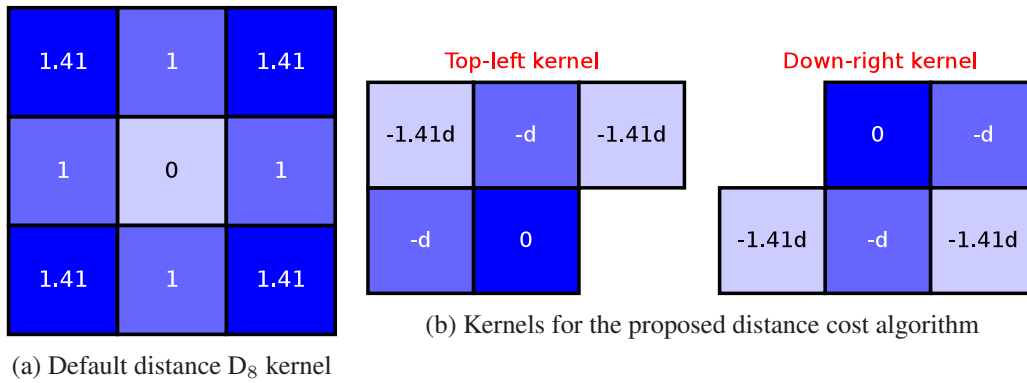 1.41 1 1.41
1 0 1
1.41 1 1.41
(a) Default distance D₈ kernel
Top-left kernel
-1.41d -d -1.41d
-d 0
Down-right kernel
0 -d
-1.41d -d -1.41d
(b) Kernels for the proposed distance cost algorithm